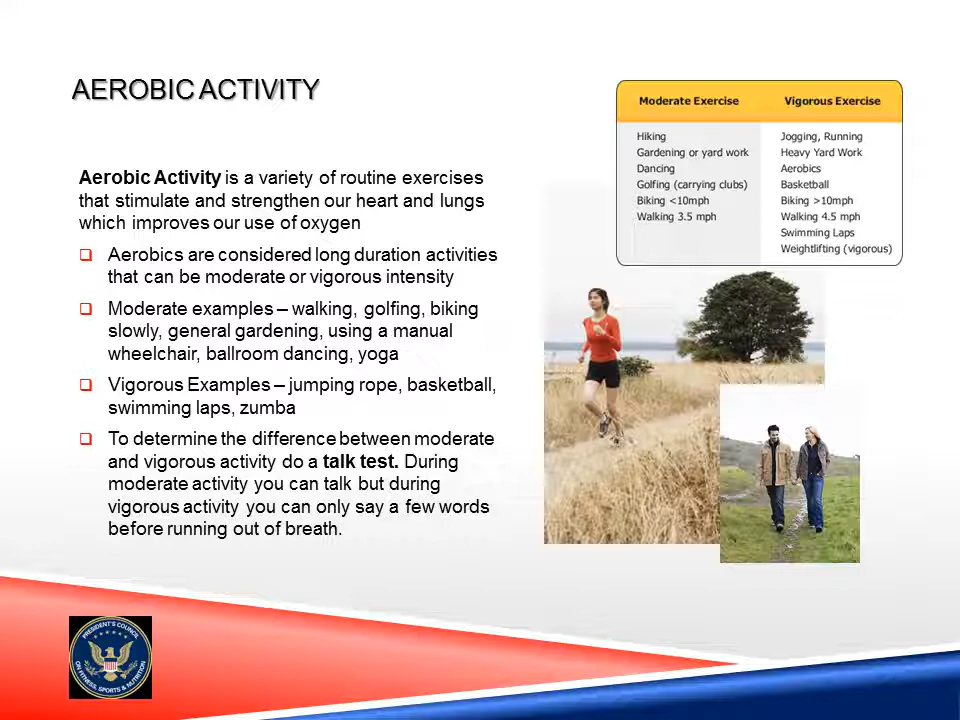 AEROBIC ACTIVITY
Aerobic Activity is a variety of routine exercises
that stimulate and strengthen our heart and lungs
which improves our use of oxygen
Aerobics are considered long duration activities
that can be moderate or vigorous intensity
Moderate examples – walking, golfing, biking
slowly, general gardening, using a manual
wheelchair, ballroom dancing, yoga
Vigorous Examples – jumping rope, basketball,
swimming laps, zumba
To determine the difference between moderate
and vigorous activity do a talk test. During
moderate activity you can talk but during
vigorous activity you can only say a few words
before running out of breath.
Moderate Exercise
Hiking
Gardening or yard work
Dancing
Golfing (carrying clubs)
Biking <10mph
Walking 3.5 mph
Vigorous Exercise
Jogging, Running
Heavy Yard Work
Aerobics
Basketball
Biking >10mph
Walking 4.5 mph
Swimming Laps
Weightlifting (vigorous)
PRESIDENT'S COUNCIL
ON FITNESS, SPORTS & NUTRITION